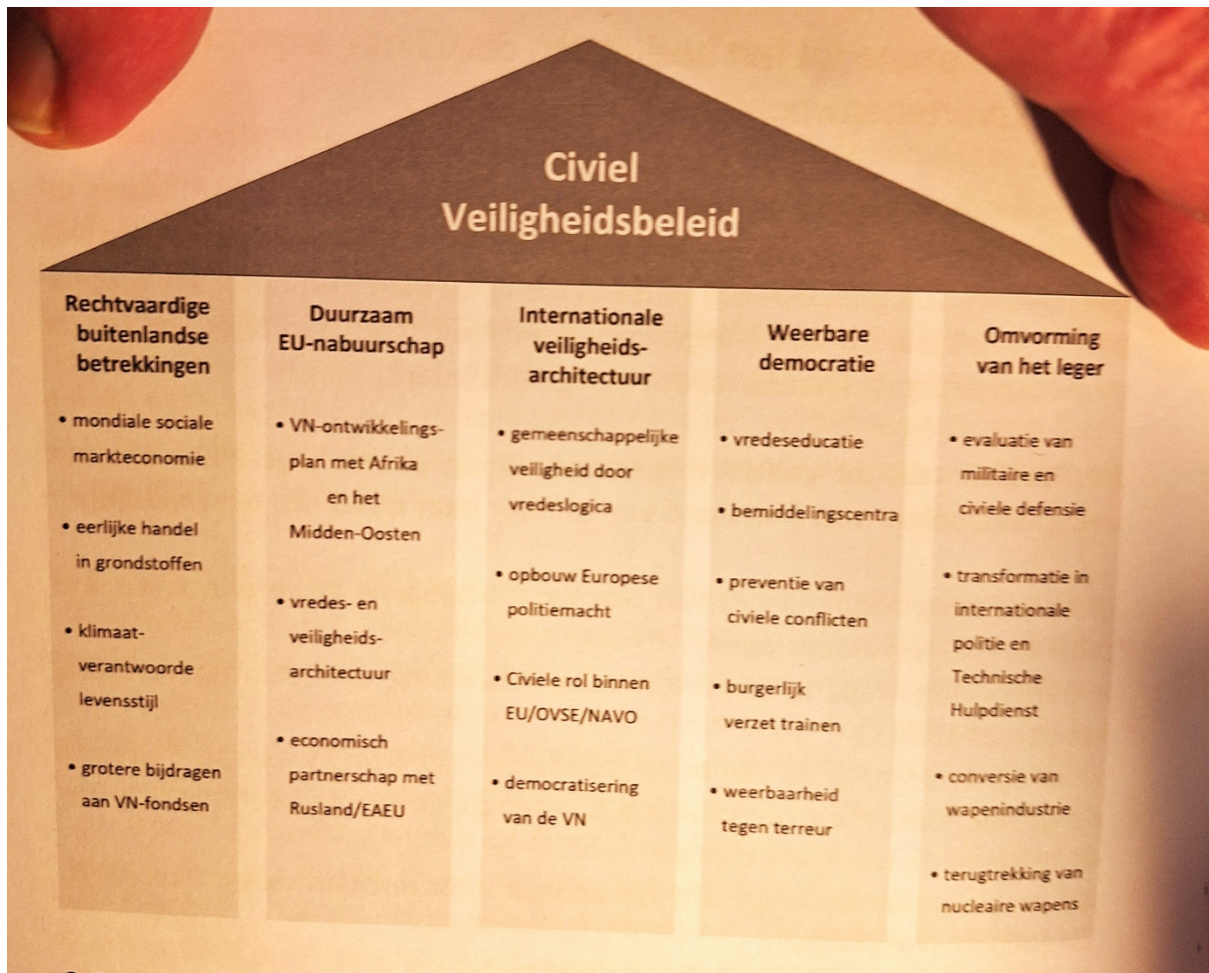 Civiel
Veiligheidsbeleid
Rechtvaardige
buitenlandse
betrekkingen
• mondiale sociale
markteconomie
• eerlijke handel
in grondstoffen
• klimaat-
verantwoorde
levensstijl
• grotere bijdragen
aan VN-fondsen
Duurzaam
EU-nabuurschap
• VN-ontwikkelings-
plan met Afrika
en het
Midden-Oosten
• vredes- en
veiligheids-
architectuur
• economisch
partnerschap met
Rusland/EAEU
Internationale
veiligheids-
architectuur
• gemeenschappelijke
veiligheid door
vredeslogica
• opbouw Europese
politiemacht
• Civiele rol binnen
EU/OVSE/NAVO
• democratisering
van de VN
Weerbare
democratie
• vredeseducatie
• bemiddelingscentra
• preventie van
civiele conflicten
• burgerlijk
verzet trainen
• weerbaarheid
tegen terreur
Omvorming
van het leger
• evaluatie van
militaire en
civiele defensie
• transformatie in
internationale
politie en
Technische
Hulpdienst
• conversie van
wapenindustrie
• terugtrekking van
nucleaire wapens